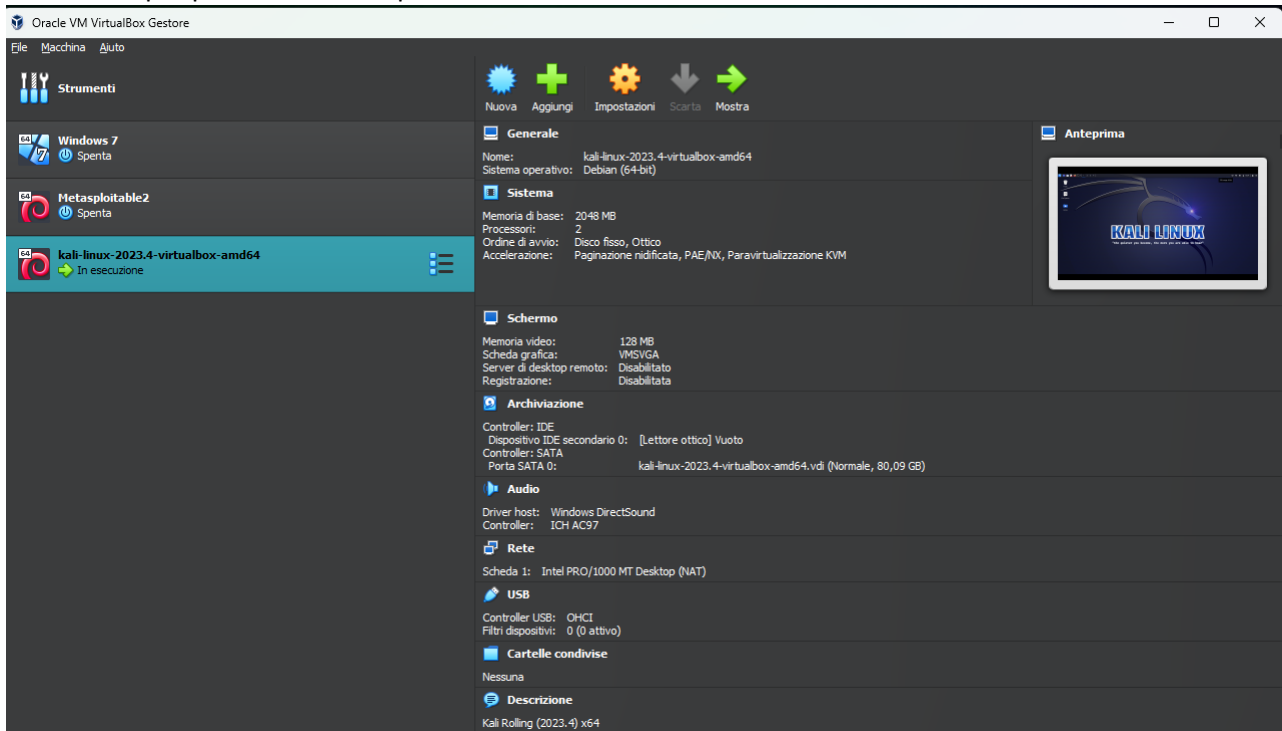 Oracle VM VirtualBox Gestore
File Macchina Aiuto
Strumenti
Nuova Aggiungi Impostazioni Scarta Mostra
64
Windows 7
Spenta
64
Metasploitable2
Spenta
64
kali-linux-2023.4-virtualbox-amd64
In esecuzione
Generale
Nome: kali-linux-2023.4-virtualbox-amd64
Sistema operativo: Debian (64-bit)
Sistema
Memoria di base: 2048 MB
Processori: 2
Ordine di avvio: Disco fisso, Ottico
Accelerazione: Paginazione nidificata, PAE/NX, Paravirtualizzazione KVM
Anteprima
KALI LINUX
Schermo
Memoria video: 128 MB
Scheda grafica: VMSVGA
Server di desktop remoto: Disabilitato
Registrazione: Disabilitata
Archiviazione
Controller: IDE
Dispositivo IDE secondario 0: [Lettore ottico] Vuoto
Controller: SATA
Porta SATA 0: kali-linux-2023.4-virtualbox-amd64.vdi (Normale, 80,09 GB)
Audio
Driver host: Windows DirectSound
Controller: ICH AC97
Rete
Scheda 1: Intel PRO/1000 MT Desktop (NAT)
USB
Controller USB: OHCI
Filtri dispositivi: 0 (0 attivo)
Cartelle condivise
Nessuna
Descrizione
Kali Rolling (2023.4) x64